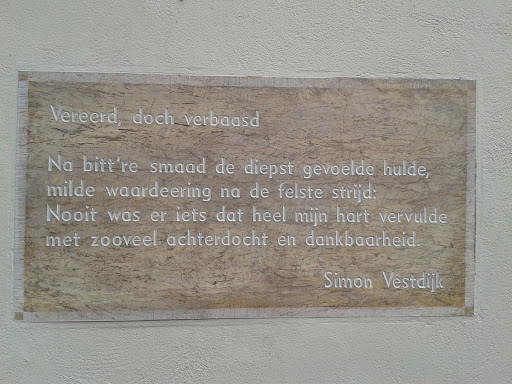 Vereerd, doch verbaasd
Na bitt're smaad de diepst gevoelde hulde,
milde waardeering na de felste strijd:
Nooit was er iets dat heel mijn hart vervulde
met zooveel achterdocht en dankbaarheid.
Simon Vestdijk